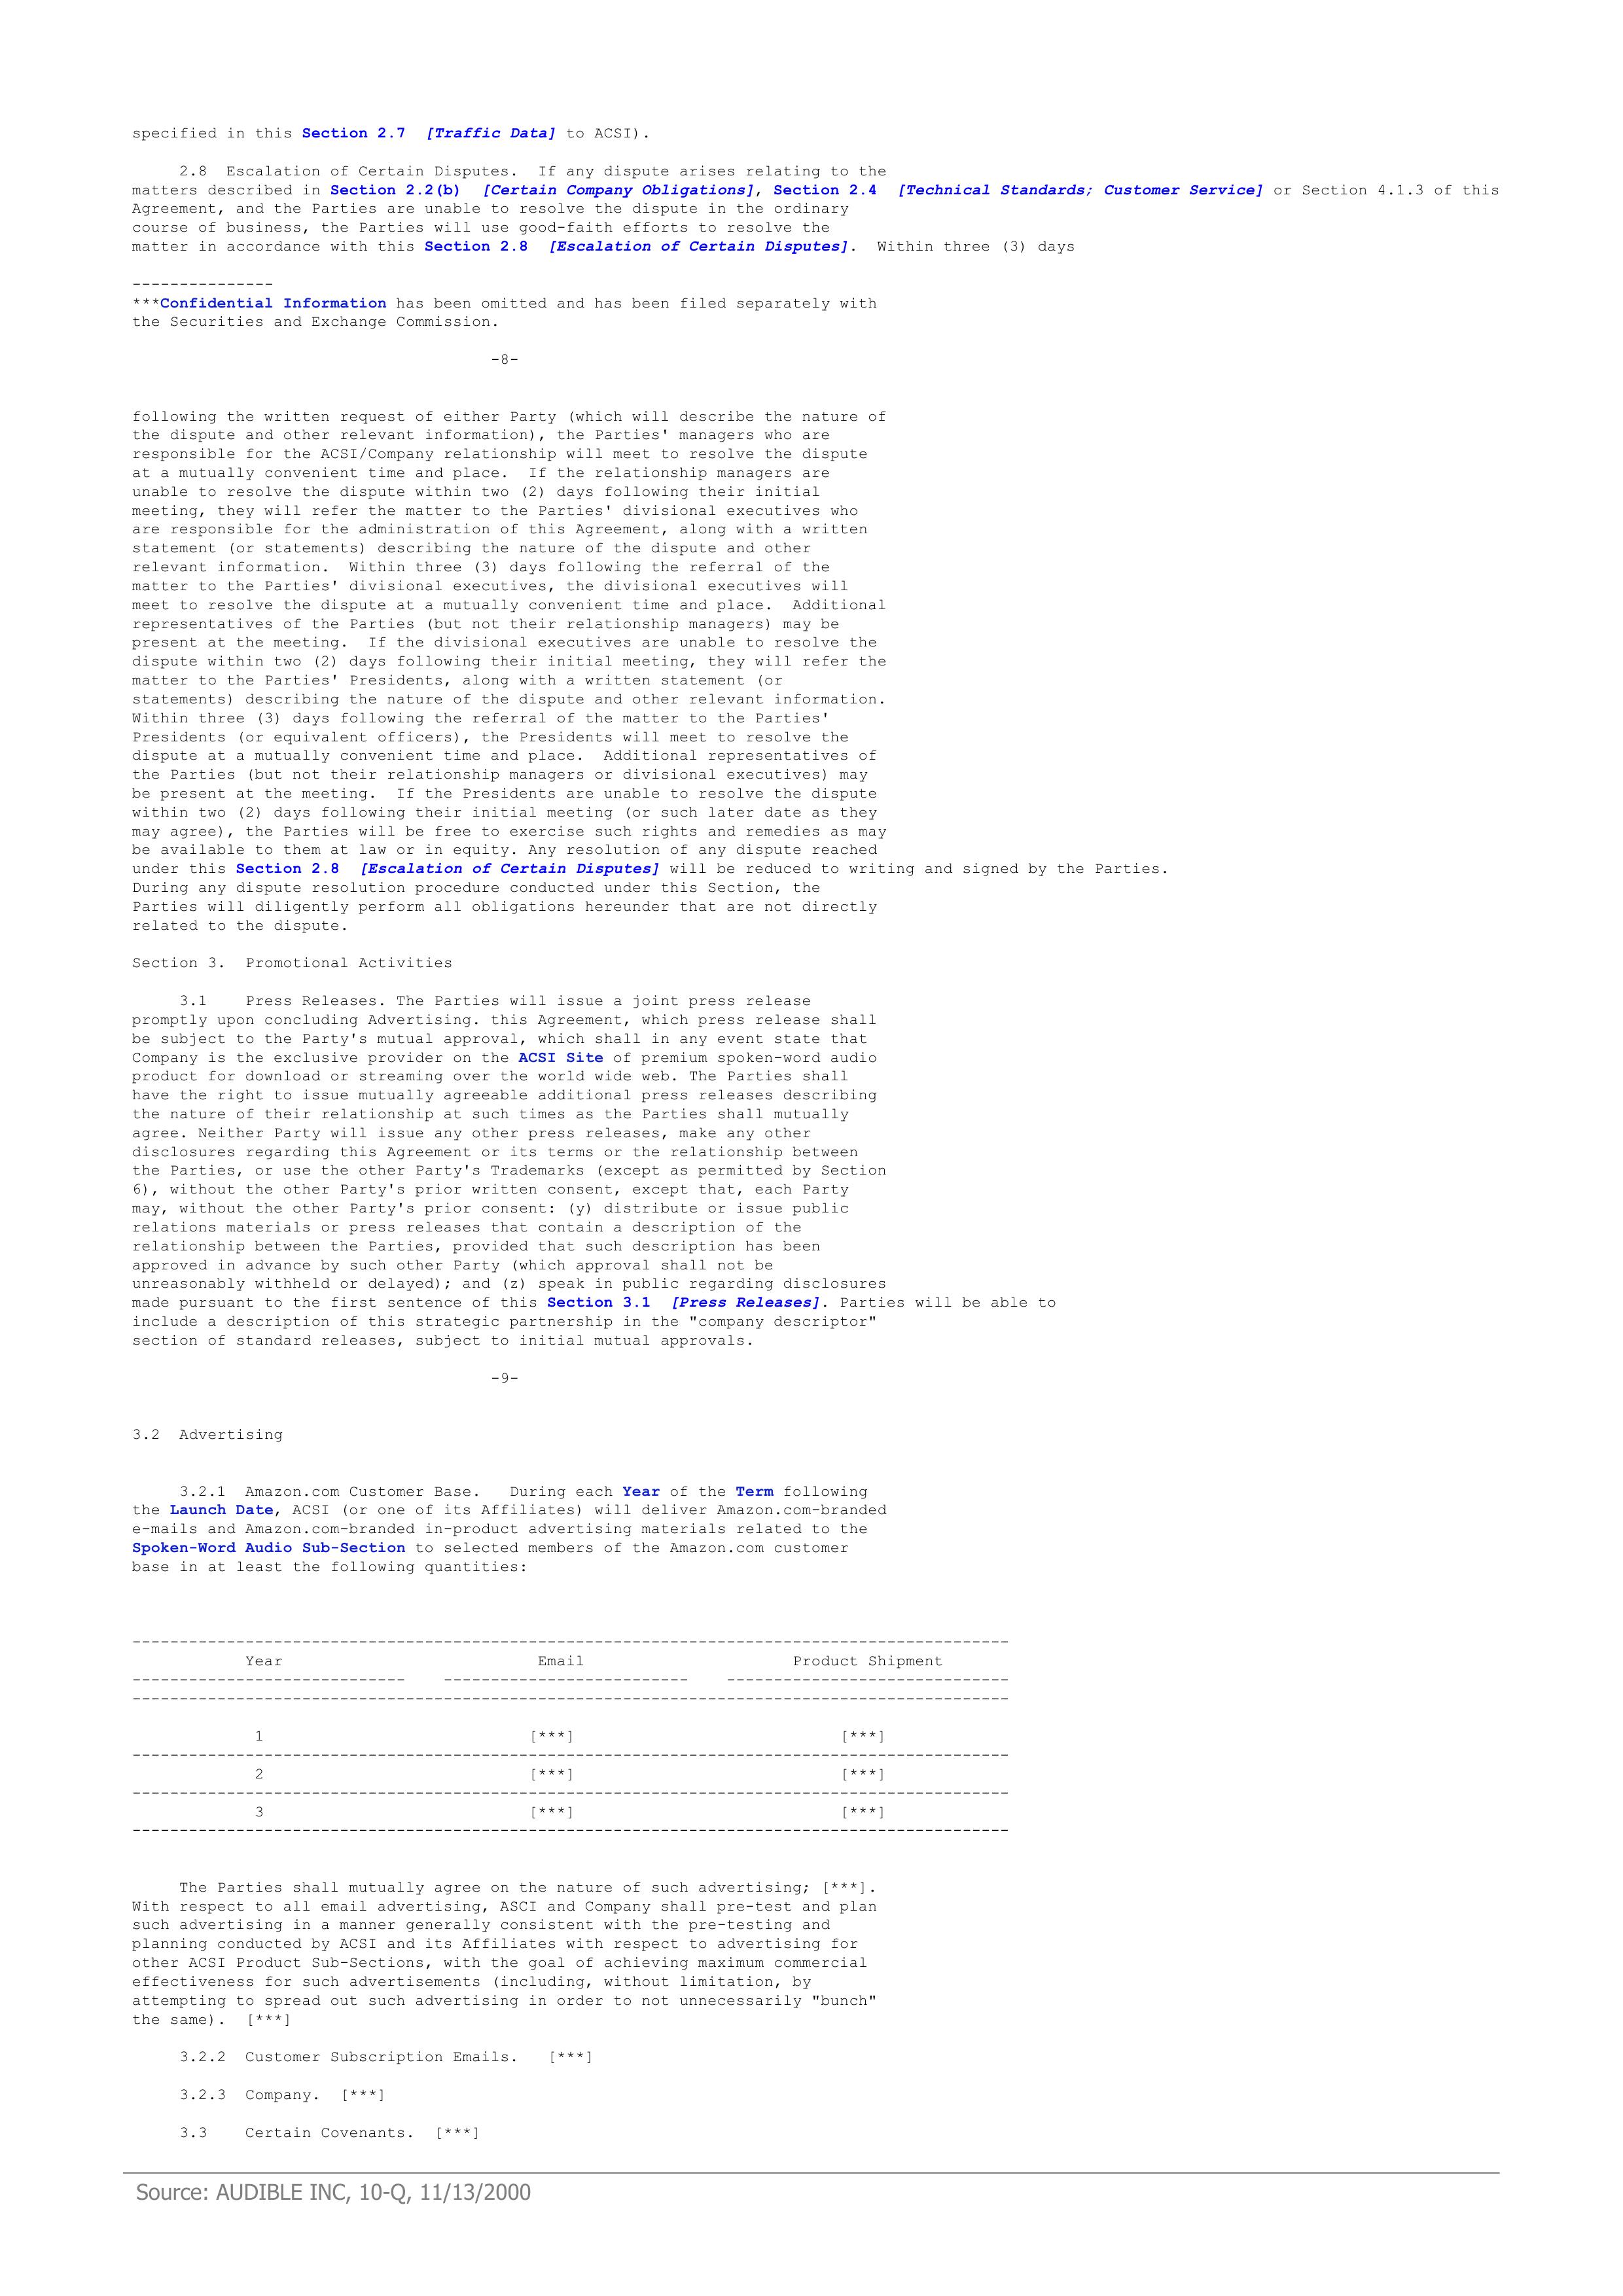 specified in this Section 2.7 [Traffic Data] to ACSI).
2.8 Escalation of Certain Disputes. If any dispute arises relating to the
matters described in Section 2.2(b) [Certain Company Obligations], Section 2.4 [Technical Standards; Customer Service] or Section 4.1.3 of this
Agreement, and the Parties are unable to resolve the dispute in the ordinary
course of business, the Parties will use good-faith efforts to resolve the
matter in accordance with this Section 2.8 [Escalation of Certain Disputes]. Within three (3) days
---------------
***Confidential Information has been omitted and has been filed separately with
the Securities and Exchange Commission.
-8-
following the written request of either Party (which will describe the nature of
the dispute and other relevant information), the Parties' managers who are
responsible for the ACSI/Company relationship will meet to resolve the dispute
at a mutually convenient time and place. If the relationship managers are
unable to resolve the dispute within two (2) days following their initial
meeting, they will refer the matter to the Parties' divisional executives who
are responsible for the administration of this Agreement, along with a written
statement (or statements) describing the nature of the dispute and other
relevant information. Within three (3) days following the referral of the
matter to the Parties' divisional executives, the divisional executives will
meet to resolve the dispute at a mutually convenient time and place. Additional
representatives of the Parties (but not their relationship managers) may be
present at the meeting. If the divisional executives are unable to resolve the
dispute within two (2) days following their initial meeting, they will refer the
matter to the Parties' Presidents, along with a written statement (or
statements) describing the nature of the dispute and other relevant information.
Within three (3) days following the referral of the matter to the Parties'
Presidents (or equivalent officers), the Presidents will meet to resolve the
dispute at a mutually convenient time and place. Additional representatives of
the Parties (but not their relationship managers or divisional executives) may
be present at the meeting. If the Presidents are unable to resolve the dispute
within two (2) days following their initial meeting (or such later date as they
may agree), the Parties will be free to exercise such rights and remedies as may
be available to them at law or in equity. Any resolution of any dispute reached
under this Section 2.8 [Escalation of Certain Disputes] will be reduced to writing and signed by the Parties.
During any dispute resolution procedure conducted under this Section, the
Parties will diligently perform all obligations hereunder that are not directly
related to the dispute.
Section 3. Promotional Activities
3.1 Press Releases. The Parties will issue a joint press release
promptly upon concluding Advertising. this Agreement, which press release shall
be subject to the Party's mutual approval, which shall in any event state that
Company is the exclusive provider on the ACSI Site of premium spoken-word audio
product for download or streaming over the world wide web. The Parties shall
have the right to issue mutually agreeable additional press releases describing
the nature of their relationship at such times as the Parties shall mutually
agree. Neither Party will issue any other press releases, make any other
disclosures regarding this Agreement or its terms or the relationship between
the Parties, or use the other Party's Trademarks (except as permitted by Section
6), without the other Party's prior written consent, except that, each Party
may, without the other Party's prior consent: (y) distribute or issue public
relations materials or press releases that contain a description of the
relationship between the Parties, provided that such description has been
approved in advance by such other Party (which approval shall not be
unreasonably withheld or delayed); and (z) speak in public regarding disclosures
made pursuant to the first sentence of this Section 3.1 [Press Releases]. Parties will be able to
include a description of this strategic partnership in the "company descriptor"
section of standard releases, subject to initial mutual approvals.
-9-
3.2 Advertising
3.2.1 Amazon.com Customer Base. During each Year of the Term following
the Launch Date, ACSI (or one of its Affiliates) will deliver Amazon.com-branded
e-mails and Amazon.com-branded in-product advertising materials related to the
Spoken-Word Audio Sub-Section to selected members of the Amazon.com customer
base in at least the following quantities:
Year Email Product Shipment
1 [***] [***]
2 [***] [***]
3 [***] [***]
The Parties shall mutually agree on the nature of such advertising; [***].
With respect to all email advertising, ASCI and Company shall pre-test and plan
such advertising in a manner generally consistent with the pre-testing and
planning conducted by ACSI and its Affiliates with respect to advertising for
other ACSI Product Sub-Sections, with the goal of achieving maximum commercial
effectiveness for such advertisements (including, without limitation, by
attempting to spread out such advertising in order to not unnecessarily "bunch"
the same). [***]
3.2.2 Customer Subscription Emails. [***]
3.2.3 Company. [***]
3.3 Certain Covenants. [***]
Source: AUDIBLE INC, 10-Q, 11/13/2000